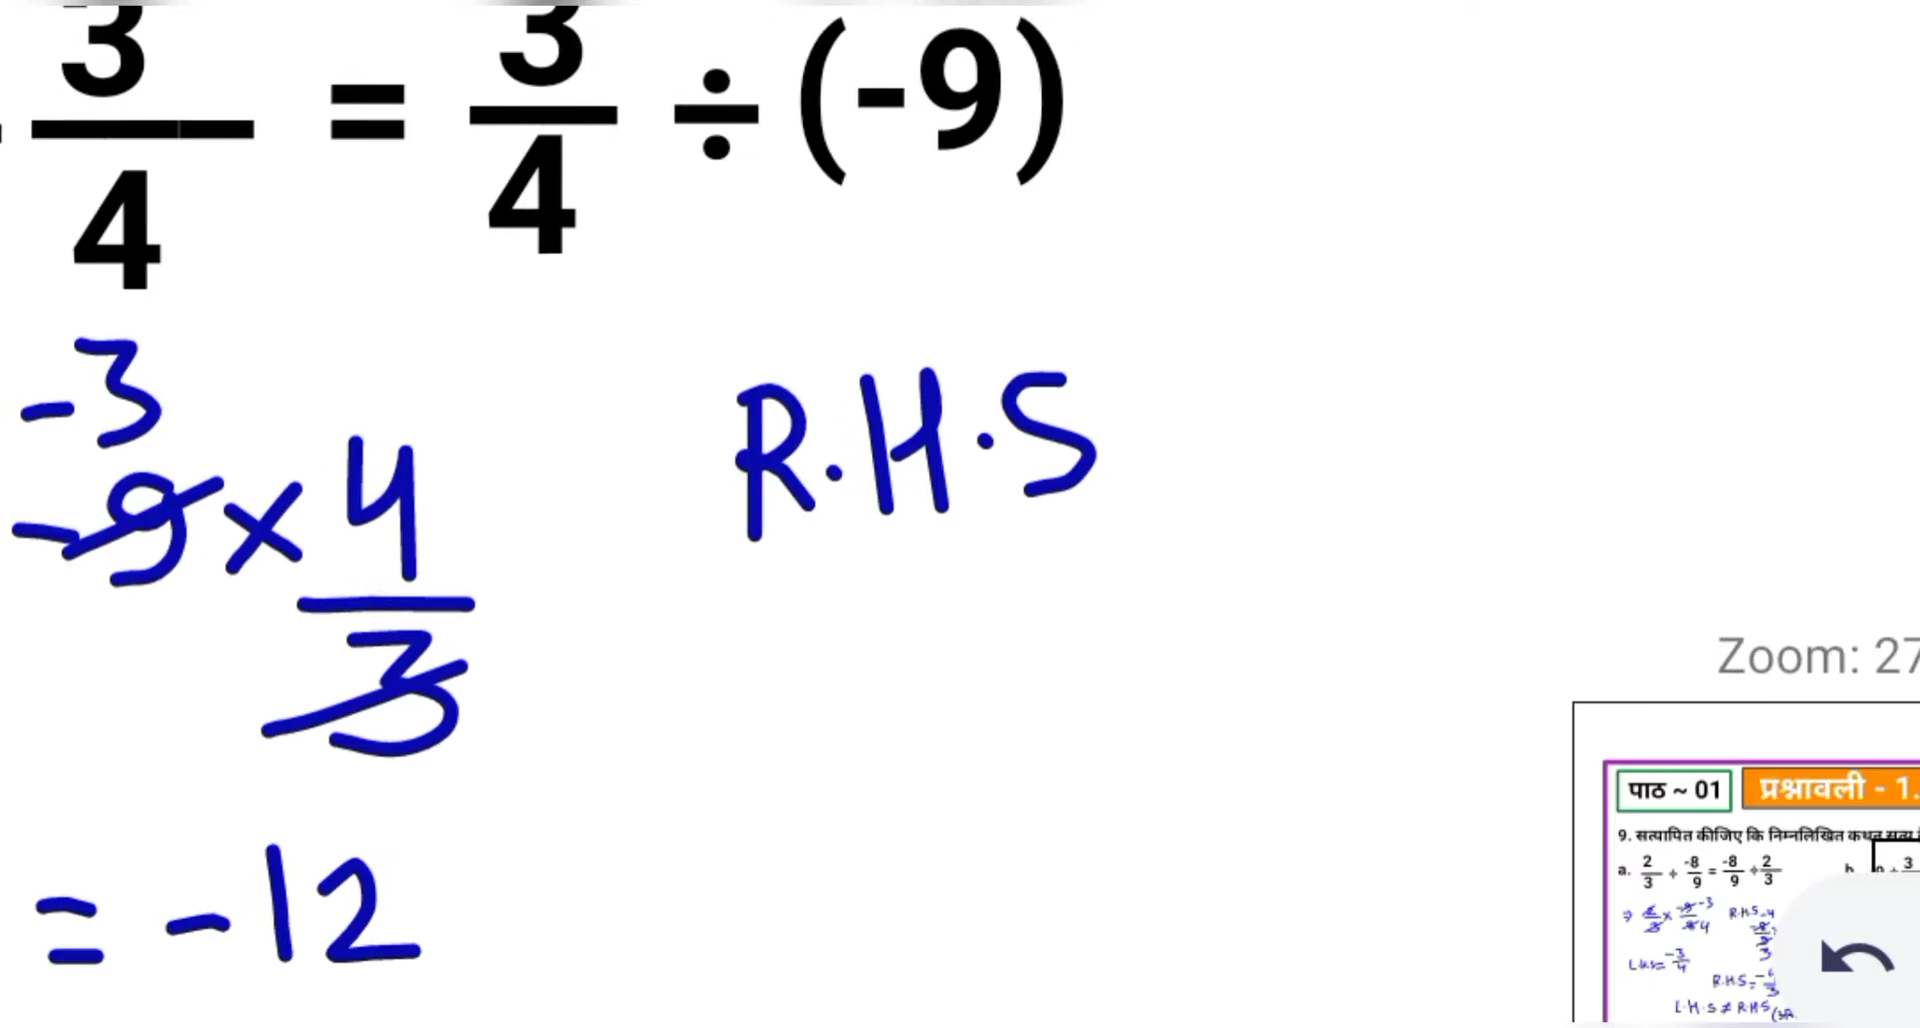 3/4 = 3/4 ÷ (-9)
-3
-9 × 4/3
= -12
R.H.S
Zoom: 27
पाठ ~ 01
प्रश्नावली - 1.
9. सत्यापित कीजिए कि निम्नलिखित कथन सत्य
a. 2/3 ÷ -8/9 = -8/9 ÷ 2/3
b
R.H.S
L.H.S ≠ R.H.S